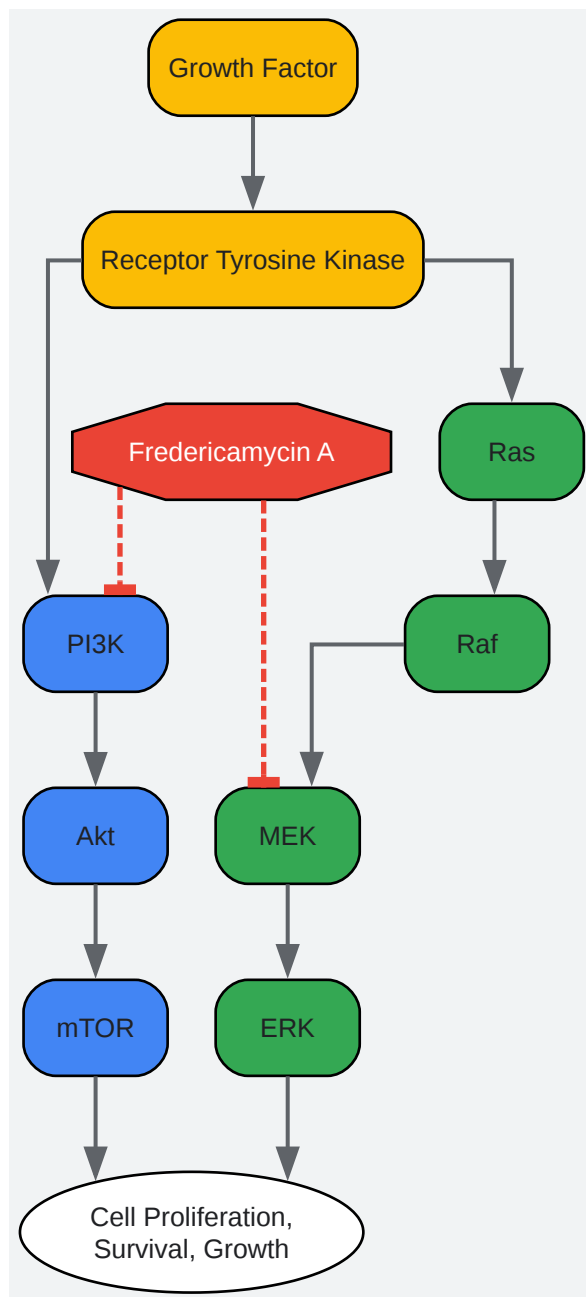 Growth Factor
Receptor Tyrosine Kinase
Fredericamycin A
Ras
PI3K
Raf
Akt
MEK
mTOR
ERK
Cell Proliferation,
Survival, Growth